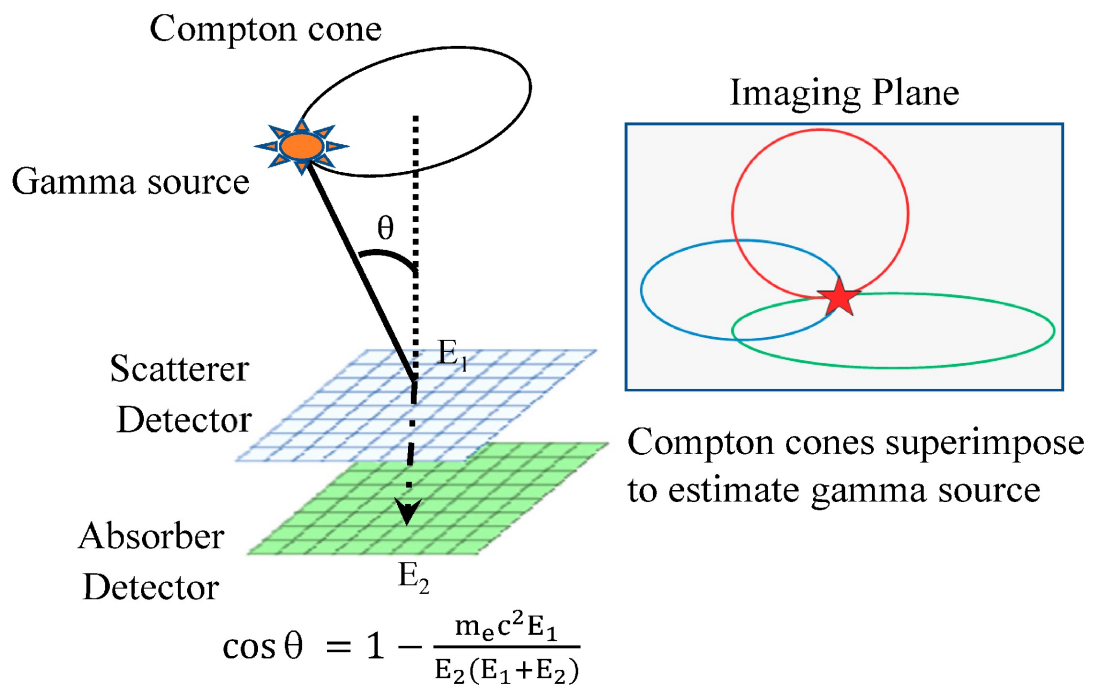 Compton cone
Gamma source
θ
E₁
Scatterer
Detector
Absorber
Detector
E₂
cos θ = 1 − mₑc²E₁ / E₂(E₁+E₂)
Imaging Plane
Compton cones superimpose
to estimate gamma source